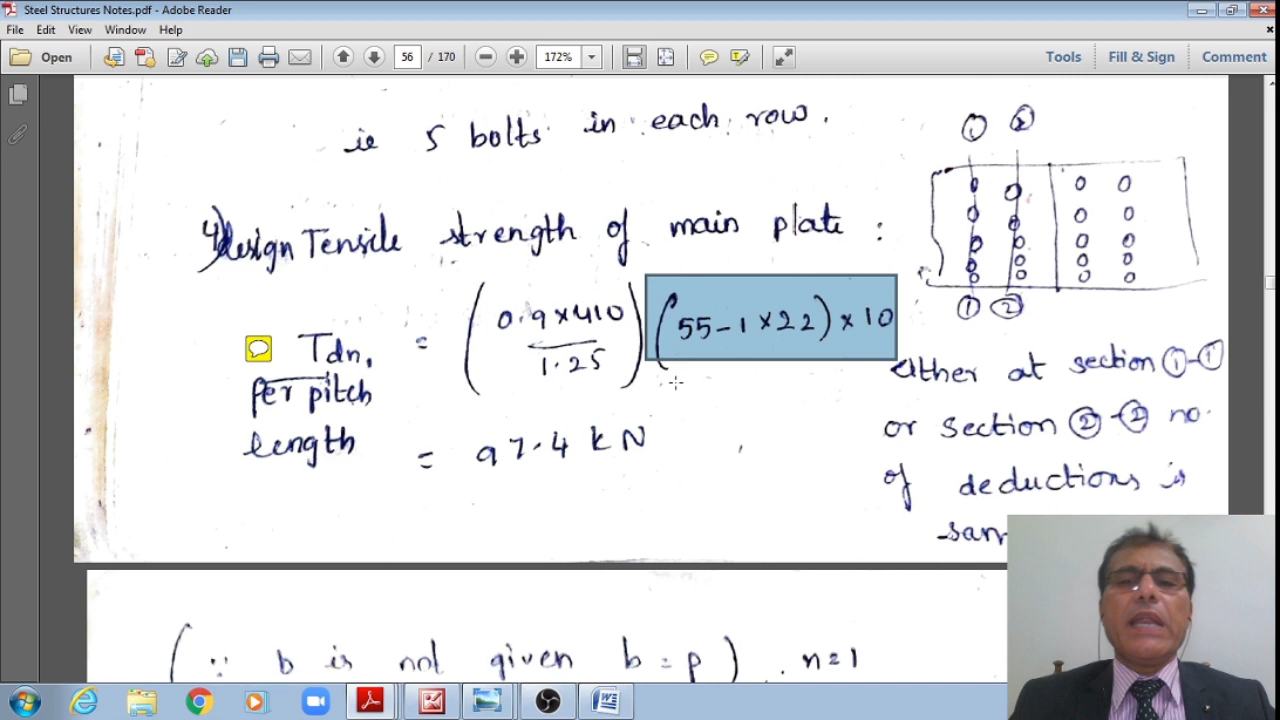 Steel Structures Notes.pdf - Adobe Reader
File Edit View Window Help
Open 56 / 170 172% Tools Fill & Sign Comment
ie 5 bolts in each row.
① ②
4) design Tensile strength of main plate :
① ②
Tdn, = (0.9×410 / 1.25) (55-1×22) × 10
per pitch
length = 97.4 kN
Either at section ①-①
or section ②-② no.
of deductions is
sam
(∵ b is not given b = p). n=1